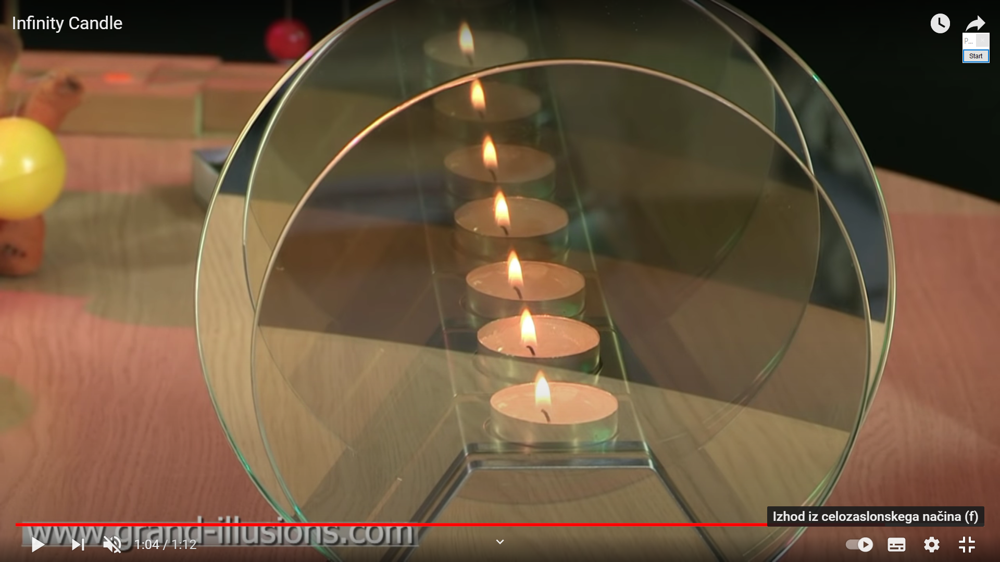 Infinity Candle
P...
Start
Izhod iz celozaslonskega načina (f)
www.grand-illusions.com
1:04 / 1:12